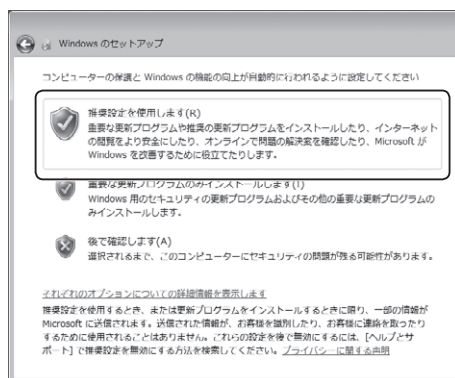 Windows のセットアップ
コンピューターの保護と Windows の機能の向上が自動的に行われるように設定してください
推奨設定を使用します(R)
重要な更新プログラムや推奨の更新プログラムをインストールしたり、インターネット
の閲覧をより安全にしたり、オンラインで問題の解決策を確認したり、Microsoft が
Windows を改善するために役立てたりします。
重要な更新プログラムのみインストールします(I)
Windows 用のセキュリティの更新プログラムおよびその他の重要な更新プログラムの
みインストールします。
後で確認します(A)
選択されるまで、このコンピューターにセキュリティの問題が残る可能性があります。
それぞれのオプションについての詳細情報を表示します
推奨設定を使用するとき、または更新プログラムをインストールするときに限り、一部の情報が
Microsoft に送信されます。送信された情報が、お客様を識別したり、お客様に連絡を取ったり
するために使用されることはありません。これらの設定を後で無効にするには、[ヘルプとサ
ポート] で推奨設定を無効にする方法を検索してください。プライバシーに関する声明